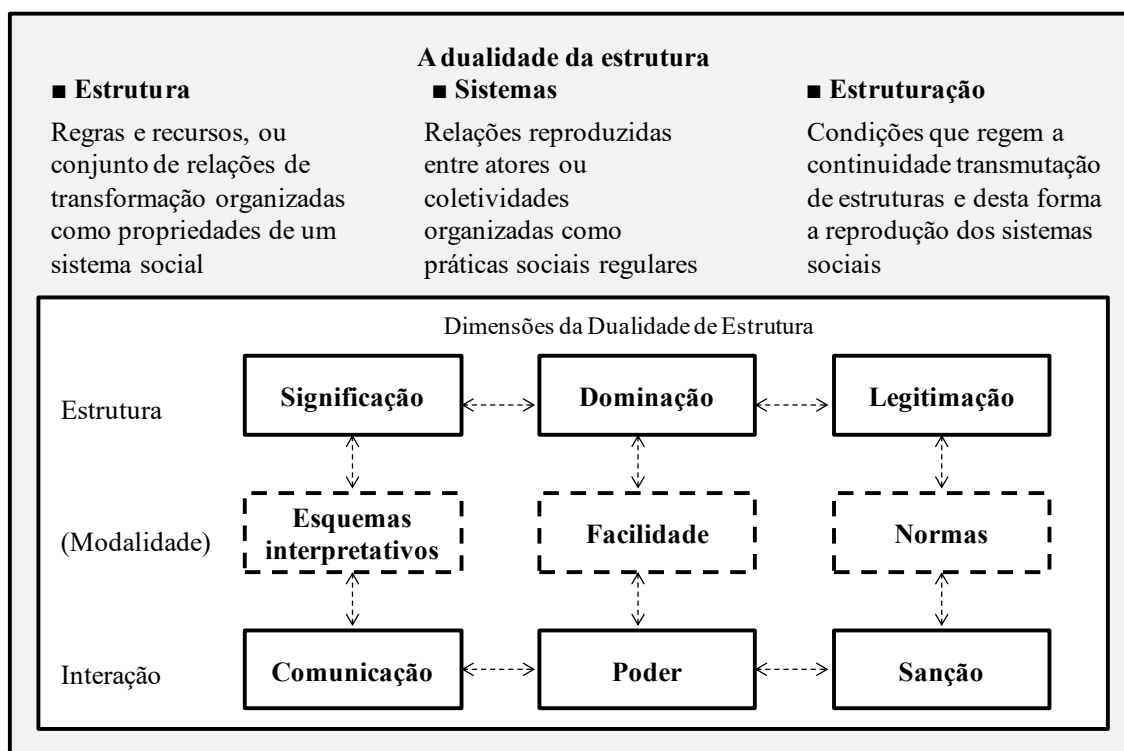 A dualidade da estrutura
■ Estrutura
Regras e recursos, ou
conjunto de relações de
transformação organizadas
como propriedades de um
sistema social
■ Sistemas
Relações reproduzidas
entre atores ou
coletividades
organizadas como
práticas sociais regulares
■ Estruturação
Condições que regem a
continuidade transmutação
de estruturas e desta forma
a reprodução dos sistemas
sociais
Dimensões da Dualidade de Estrutura
Estrutura
Significação
Dominação
Legitimação
(Modalidade)
Esquemas
interpretativos
Facilidade
Normas
Interação
Comunicação
Poder
Sanção